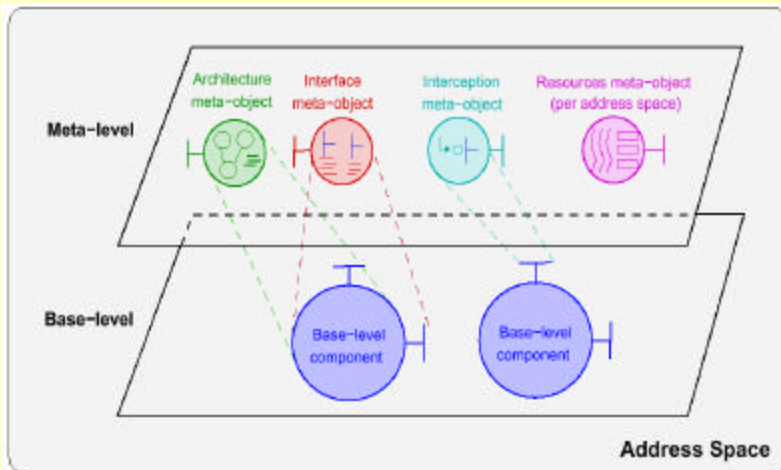 Architecture
meta-object
Interface
meta-object
Interception
meta-object
Resources meta-object
(per address space)
Meta-level
Base-level
Base-level
component
Base-level
component
Address Space